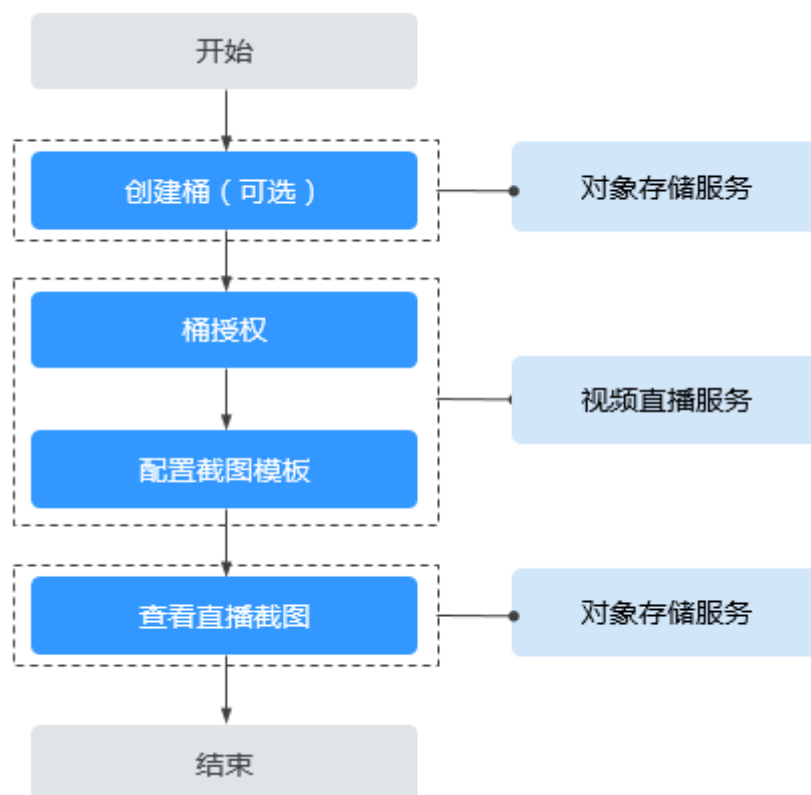 开始
创建桶（可选）
对象存储服务
桶授权
视频直播服务
配置截图模板
查看直播截图
对象存储服务
结束